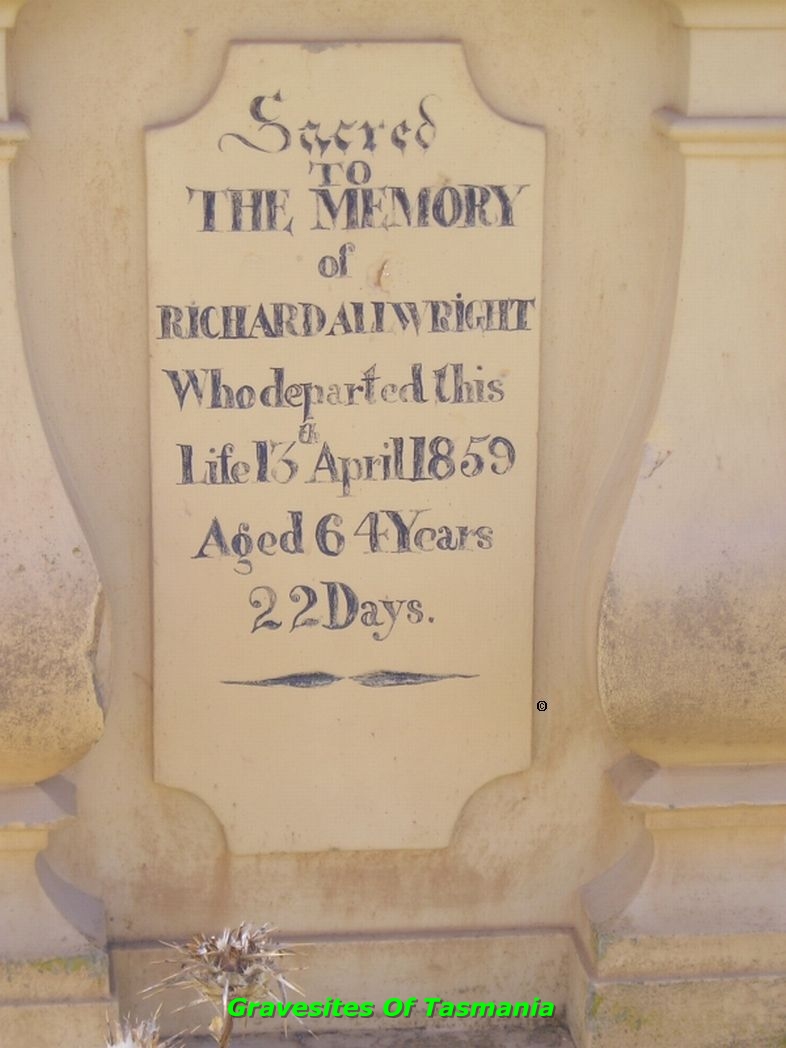 Sacred
TO
THE MEMORY
of
RICHARD ALLWRIGHT
Who departed this
Life 13th April 1859
Aged 64 Years
22 Days.
©
Gravesites Of Tasmania